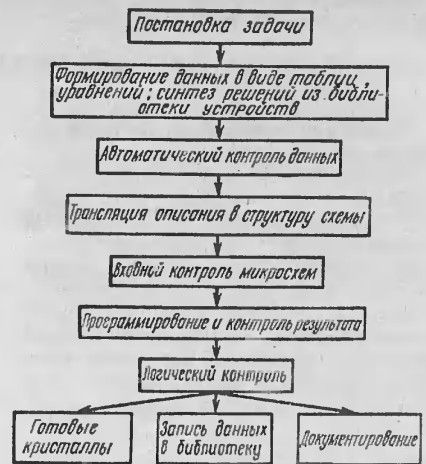 Постановка задачи
Формирование данных в виде таблиц,
уравнений; синтез решений из библи-
отеки устройств
Автоматический контроль данных
Трансляция описания в структуру схемы
Входной контроль микросхем
Программирование и контроль результата
Логический контроль
Готовые
кристаллы
Запись данных
в библиотеку
Документирование